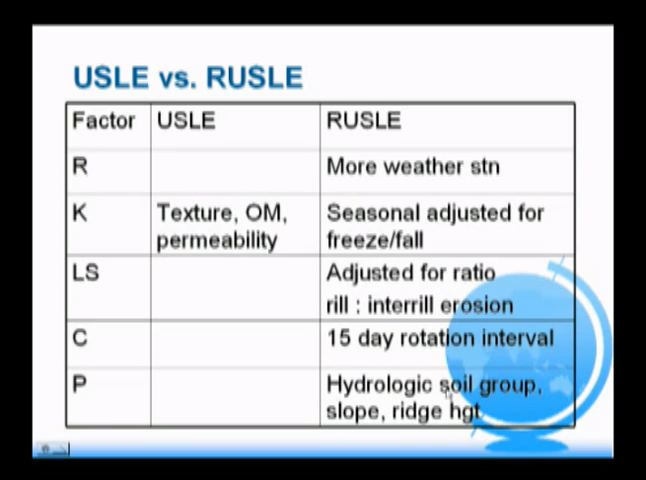 USLE vs. RUSLE
Factor USLE RUSLE
R More weather stn
K Texture, OM, Seasonal adjusted for
permeability freeze/fall
LS Adjusted for ratio
rill : interrill erosion
C 15 day rotation interval
P Hydrologic soil group,
slope, ridge hgt